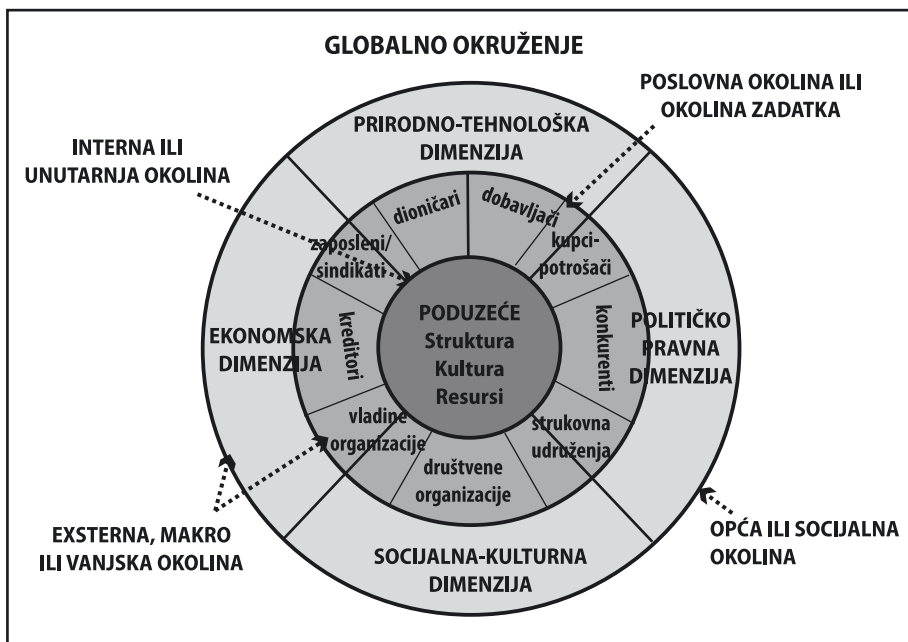 GLOBALNO OKRUŽENJE
POSLOVNA OKOLINA ILI
OKOLINA ZADATKA
INTERNA ILI
UNUTARNJA OKOLINA
PRIRODNO-TEHNOLOŠKA
DIMENZIJA
dioničari
dobavljači
zaposleni/
sindikati
kupci-
potrošači
PODUZEĆE
Struktura
Kultura
Resursi
EKONOMSKA
DIMENZIJA
kreditori
konkurenti
POLITIČKO
PRAVNA
DIMENZIJA
vladine
organizacije
strukovna
udruženja
društvene
organizacije
EXSTERNA, MAKRO
ILI VANJSKA OKOLINA
SOCIJALNA-KULTURNA
DIMENZIJA
OPĆA ILI SOCIJALNA
OKOLINA